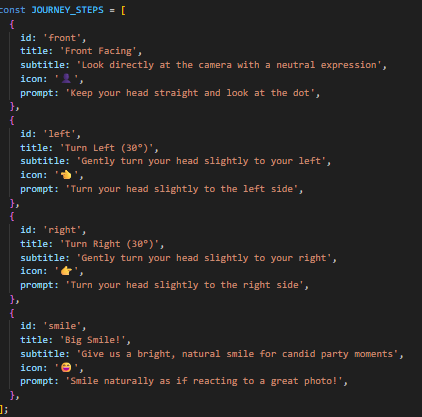 const JOURNEY_STEPS = [
{
id: 'front',
title: 'Front Facing',
subtitle: 'Look directly at the camera with a neutral expression',
icon: '👤',
prompt: 'Keep your head straight and look at the dot',
},
{
id: 'left',
title: 'Turn Left (30°)',
subtitle: 'Gently turn your head slightly to your left',
icon: '👈',
prompt: 'Turn your head slightly to the left side',
},
{
id: 'right',
title: 'Turn Right (30°)',
subtitle: 'Gently turn your head slightly to your right',
icon: '👉',
prompt: 'Turn your head slightly to the right side',
},
{
id: 'smile',
title: 'Big Smile!',
subtitle: 'Give us a bright, natural smile for candid party moments',
icon: '😄',
prompt: 'Smile naturally as if reacting to a great photo!',
},
];